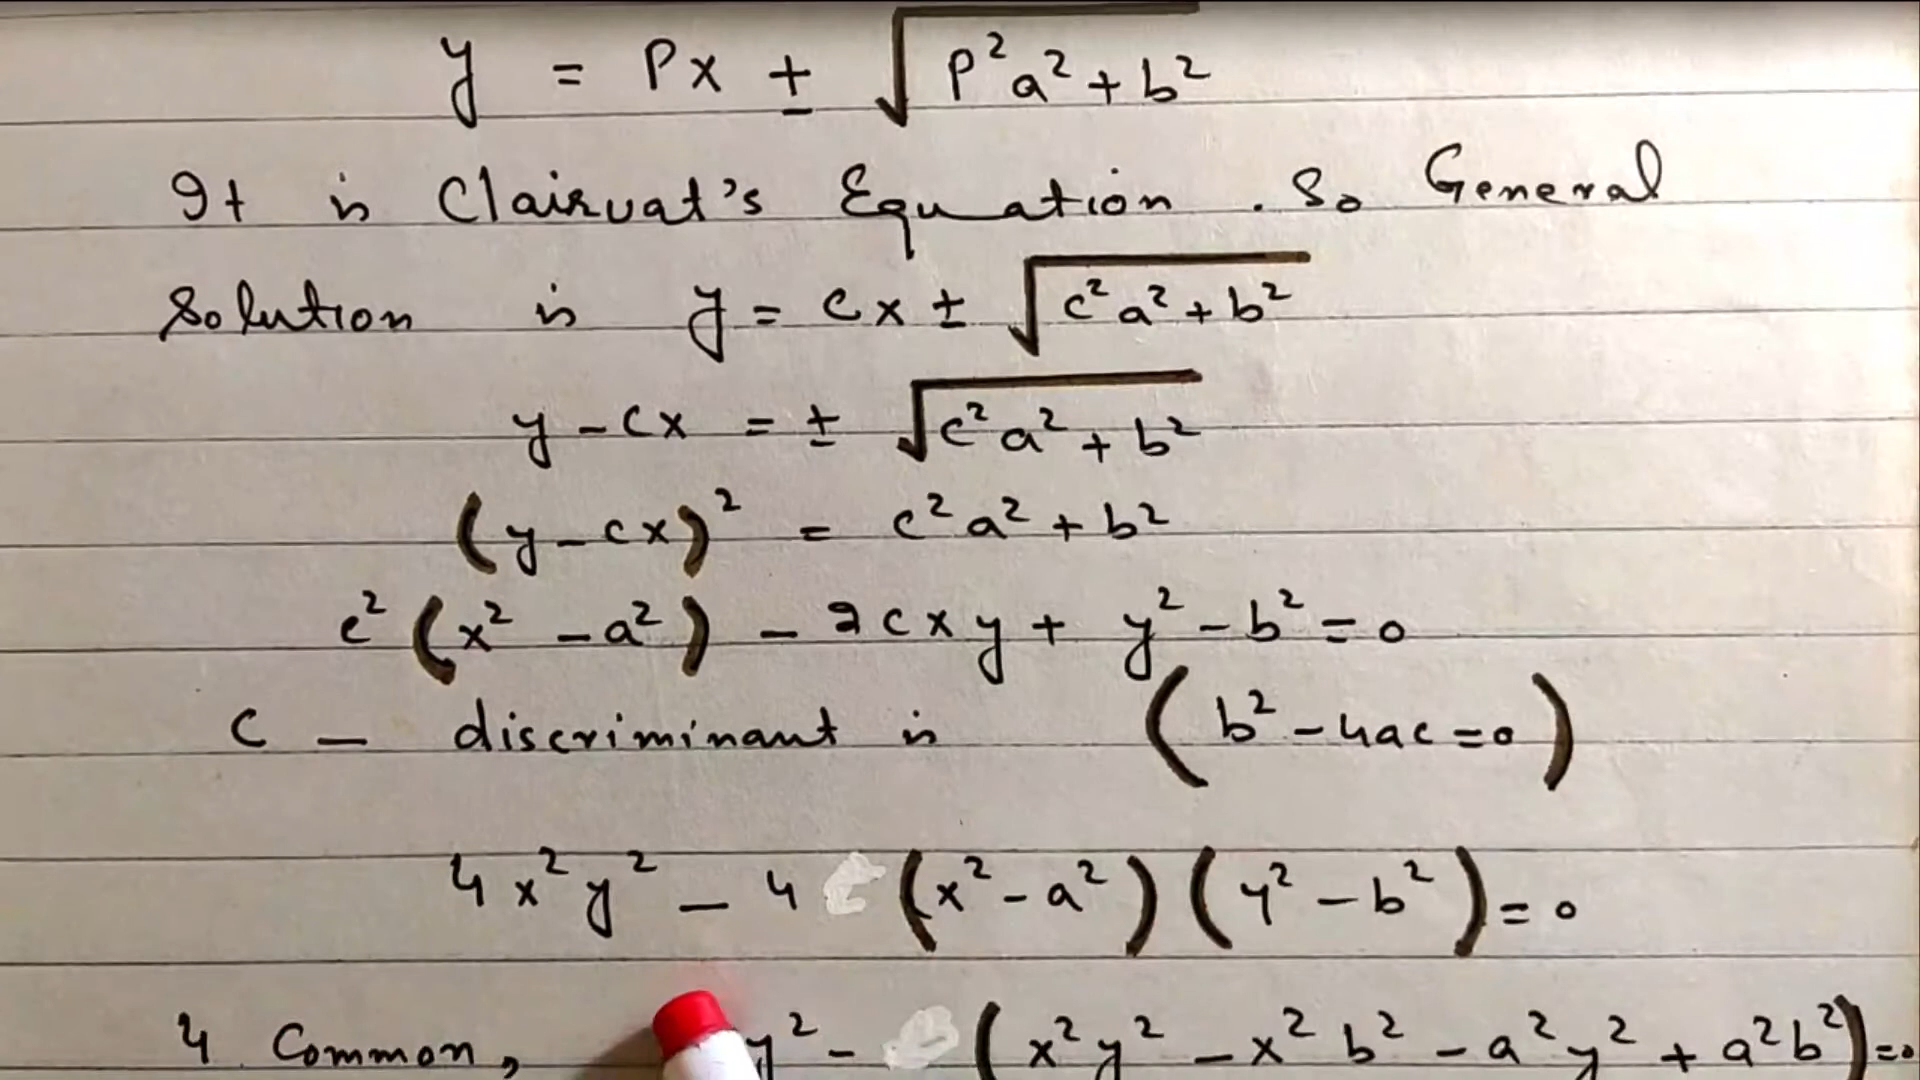 y = Px ± √P²a² + b²
It is Clairuat's Equation . So General
Solution is y = cx ± √c²a² + b²
y - cx = ± √c²a² + b²
(y - cx)² = c²a² + b²
c² (x² - a²) - 2cxy + y² - b² = 0
C - discriminant is (b² - 4ac = 0)
4x²y² - 4 (x² - a²) (y² - b²) = 0
4 Common, y² - (x²y² - x²b² - a²y² + a²b²) = 0